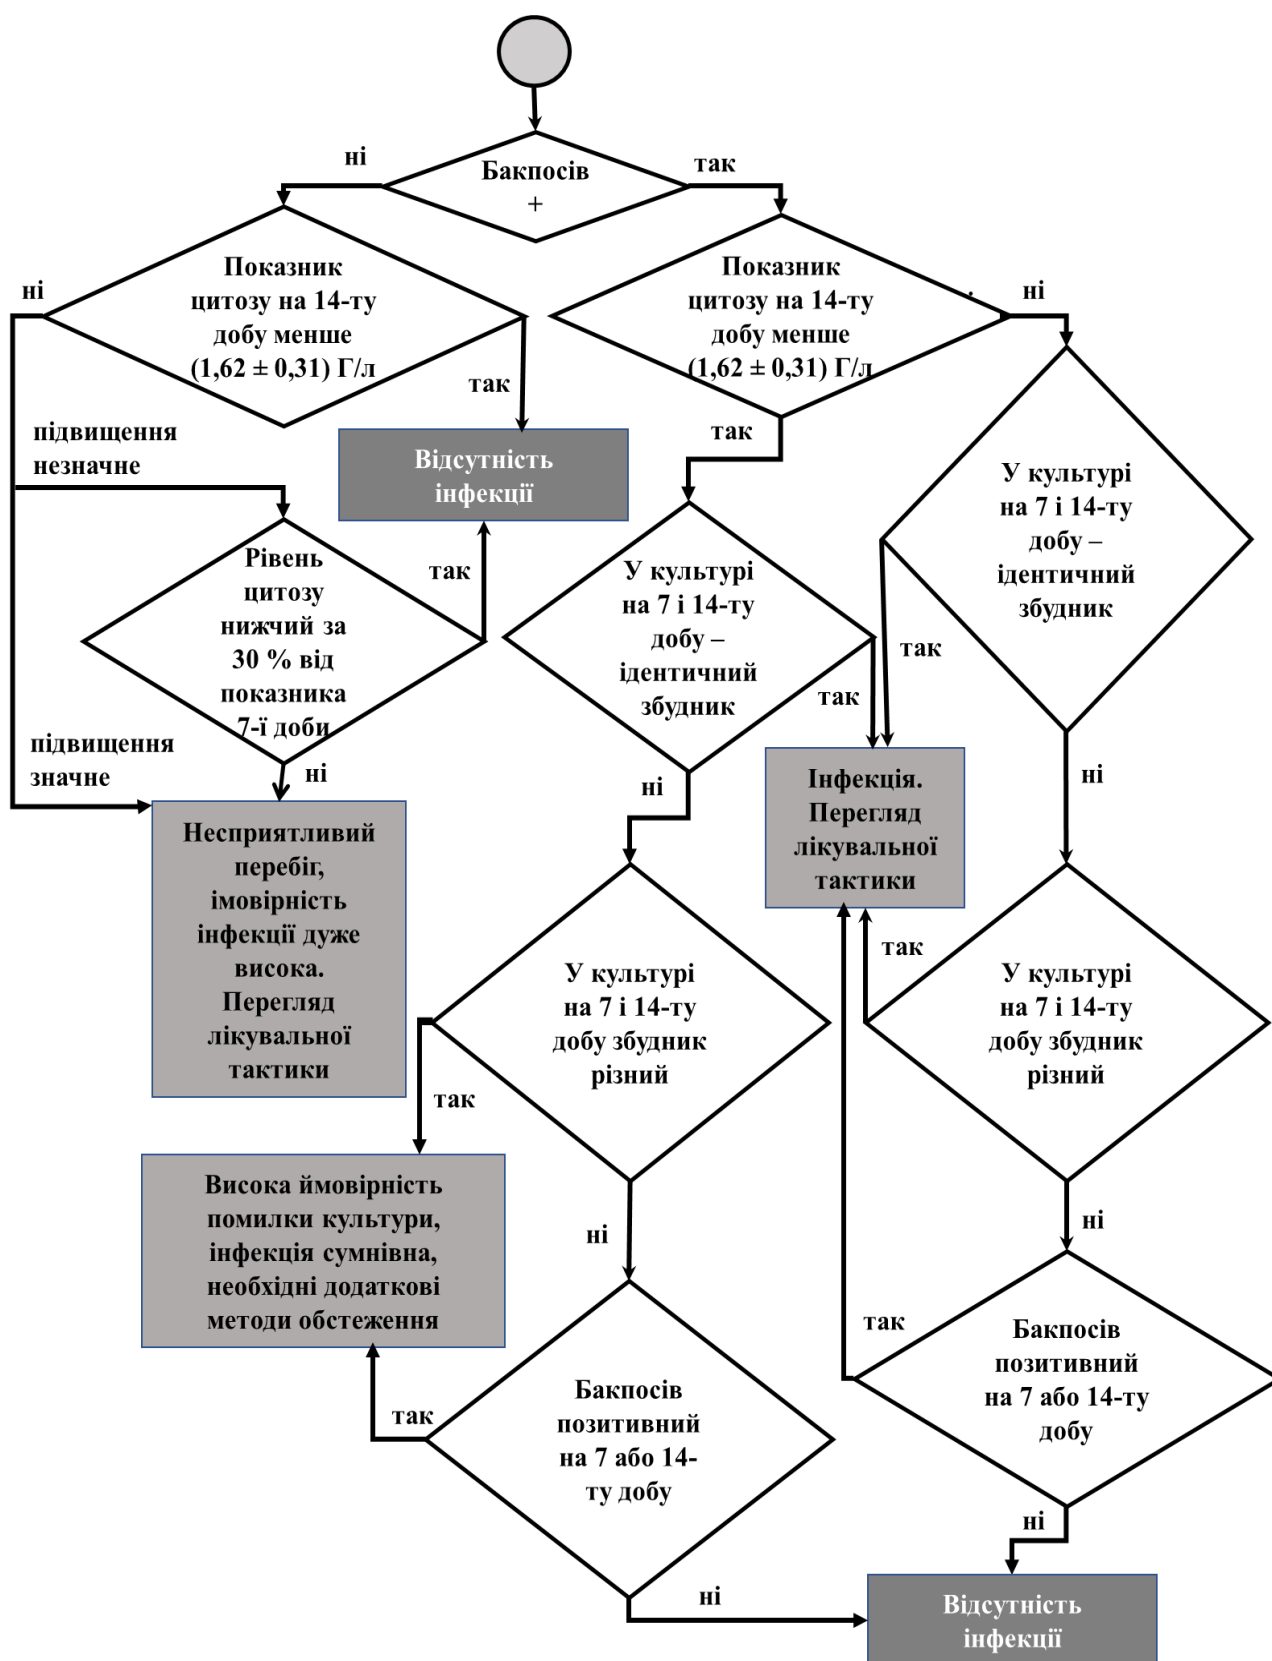 ні
Бакпосів
+
так
Показник
цитозу на 14-ту
добу менше
(1,62 ± 0,31) Г/л
ні
так
Показник
цитозу на 14-ту
добу менше
(1,62 ± 0,31) Г/л
ні
так
підвищення
незначне
Відсутність
інфекції
Рівень
цитозу
нижчий за
30 % від
показника
7-ї доби
так
ні
підвищення
значне
Несприятливий
перебіг,
імовірність
інфекції дуже
висока.
Перегляд
лікувальної
тактики
У культурі
на 7 і 14-ту
добу –
ідентичний
збудник
так
ні
У культурі
на 7 і 14-ту
добу –
ідентичний
збудник
так
ні
Інфекція.
Перегляд
лікувальної
тактики
У культурі
на 7 і 14-ту
добу збудник
різний
так
ні
У культурі
на 7 і 14-ту
добу збудник
різний
так
ні
Висока ймовірність
помилки культури,
інфекція сумнівна,
необхідні додаткові
методи обстеження
Бакпосів
позитивний
на 7 або 14-
ту добу
так
ні
Бакпосів
позитивний
на 7 або 14-ту
добу
так
ні
Відсутність
інфекції